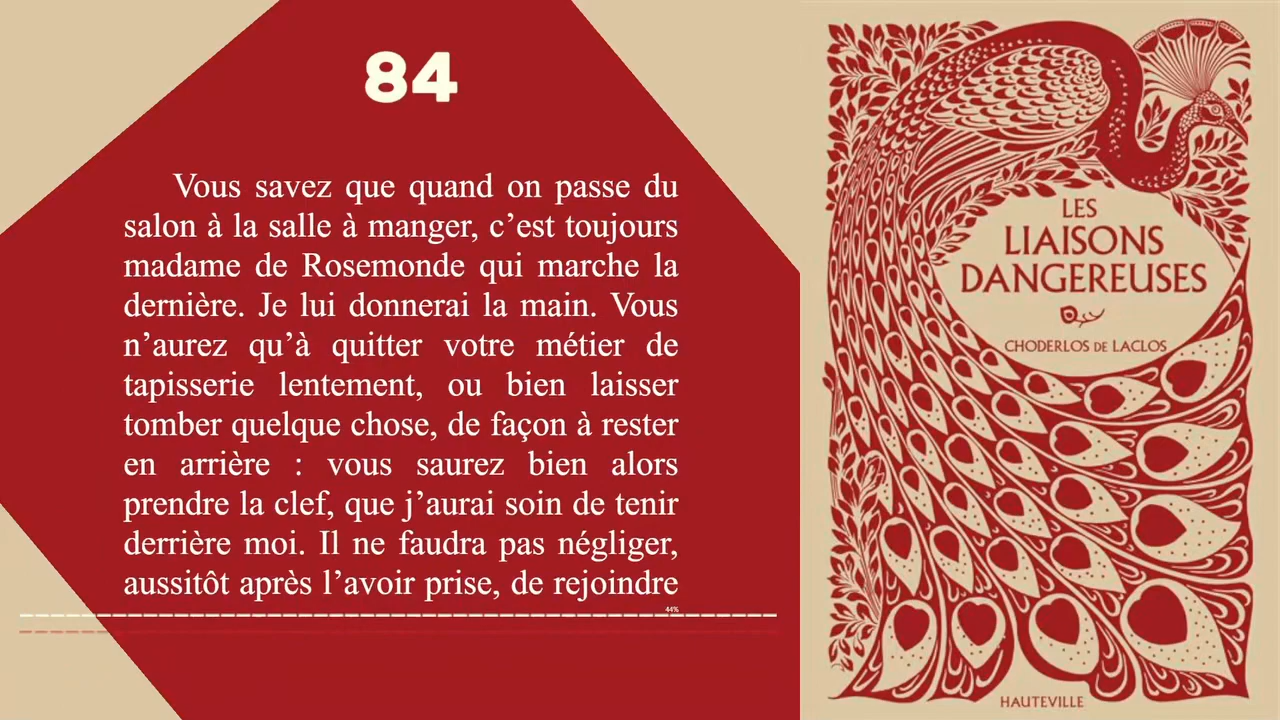 84
Vous savez que quand on passe du
salon à la salle à manger, c’est toujours
madame de Rosemonde qui marche la
dernière. Je lui donnerai la main. Vous
n’aurez qu’à quitter votre métier de
tapisserie lentement, ou bien laisser
tomber quelque chose, de façon à rester
en arrière : vous saurez bien alors
prendre la clef, que j’aurai soin de tenir
derrière moi. Il ne faudra pas négliger,
aussitôt après l’avoir prise, de rejoindre
44%
LES
LIAISONS
DANGEREUSES
CHODERLOS DE LACLOS
HAUTEVILLE